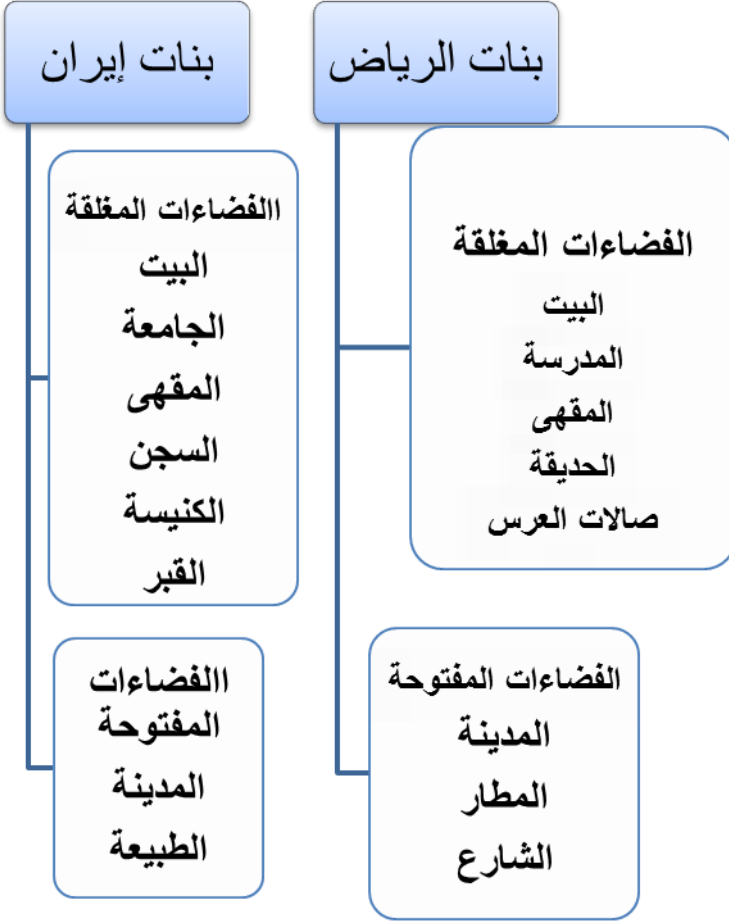 بنات الرياض
الفضاءات المغلقة
البيت
المدرسة
المقهى
الحديقة
صالات العرس
الفضاءات المفتوحة
المدينة
المطار
الشارع
بنات إيران
االفضاءات المغلقة
البيت
الجامعة
المقهى
السجن
الكنيسة
القبر
االفضاءات
المفتوحة
المدينة
الطبيعة